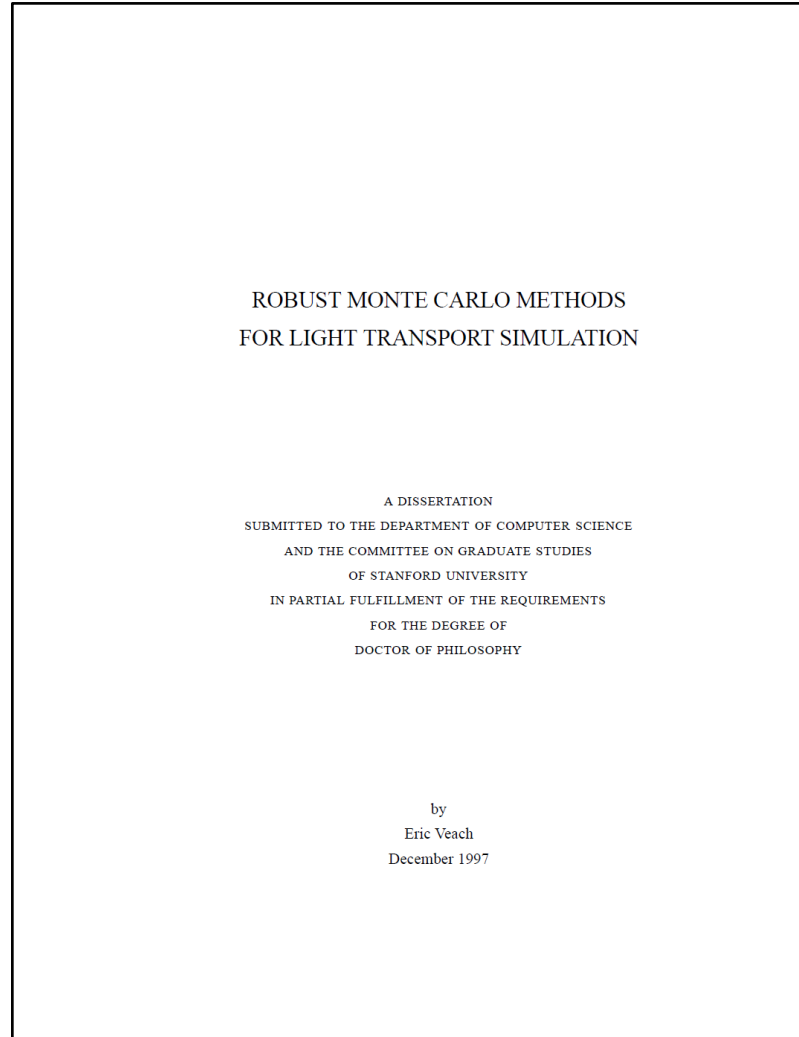 ROBUST MONTE CARLO METHODS
FOR LIGHT TRANSPORT SIMULATION
A DISSERTATION
SUBMITTED TO THE DEPARTMENT OF COMPUTER SCIENCE
AND THE COMMITTEE ON GRADUATE STUDIES
OF STANFORD UNIVERSITY
IN PARTIAL FULFILLMENT OF THE REQUIREMENTS
FOR THE DEGREE OF
DOCTOR OF PHILOSOPHY
by
Eric Veach
December 1997